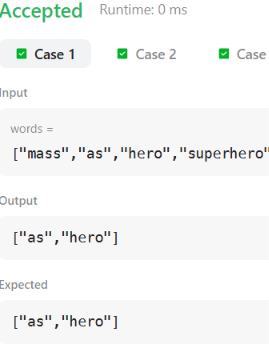 Accepted Runtime: 0 ms
Case 1 Case 2 Case
Input
words =
["mass","as","hero","superhero"
Output
["as","hero"]
Expected
["as","hero"]